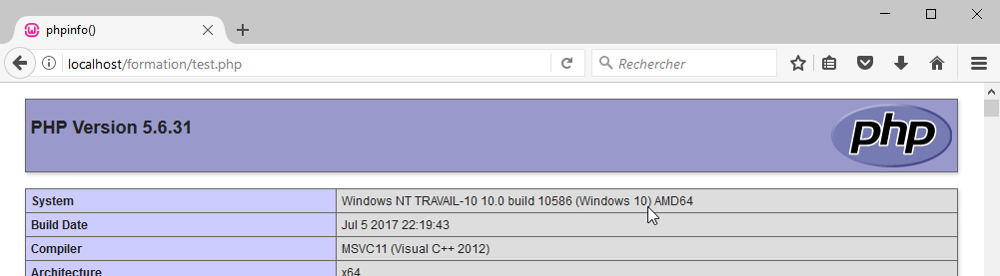 phpinfo()
localhost/formation/test.php
Rechercher
PHP Version 5.6.31
php
System Windows NT TRAVAIL-10 10.0 build 10586 (Windows 10) AMD64
Build Date Jul 5 2017 22:19:43
Compiler MSVC11 (Visual C++ 2012)
Architecture x64